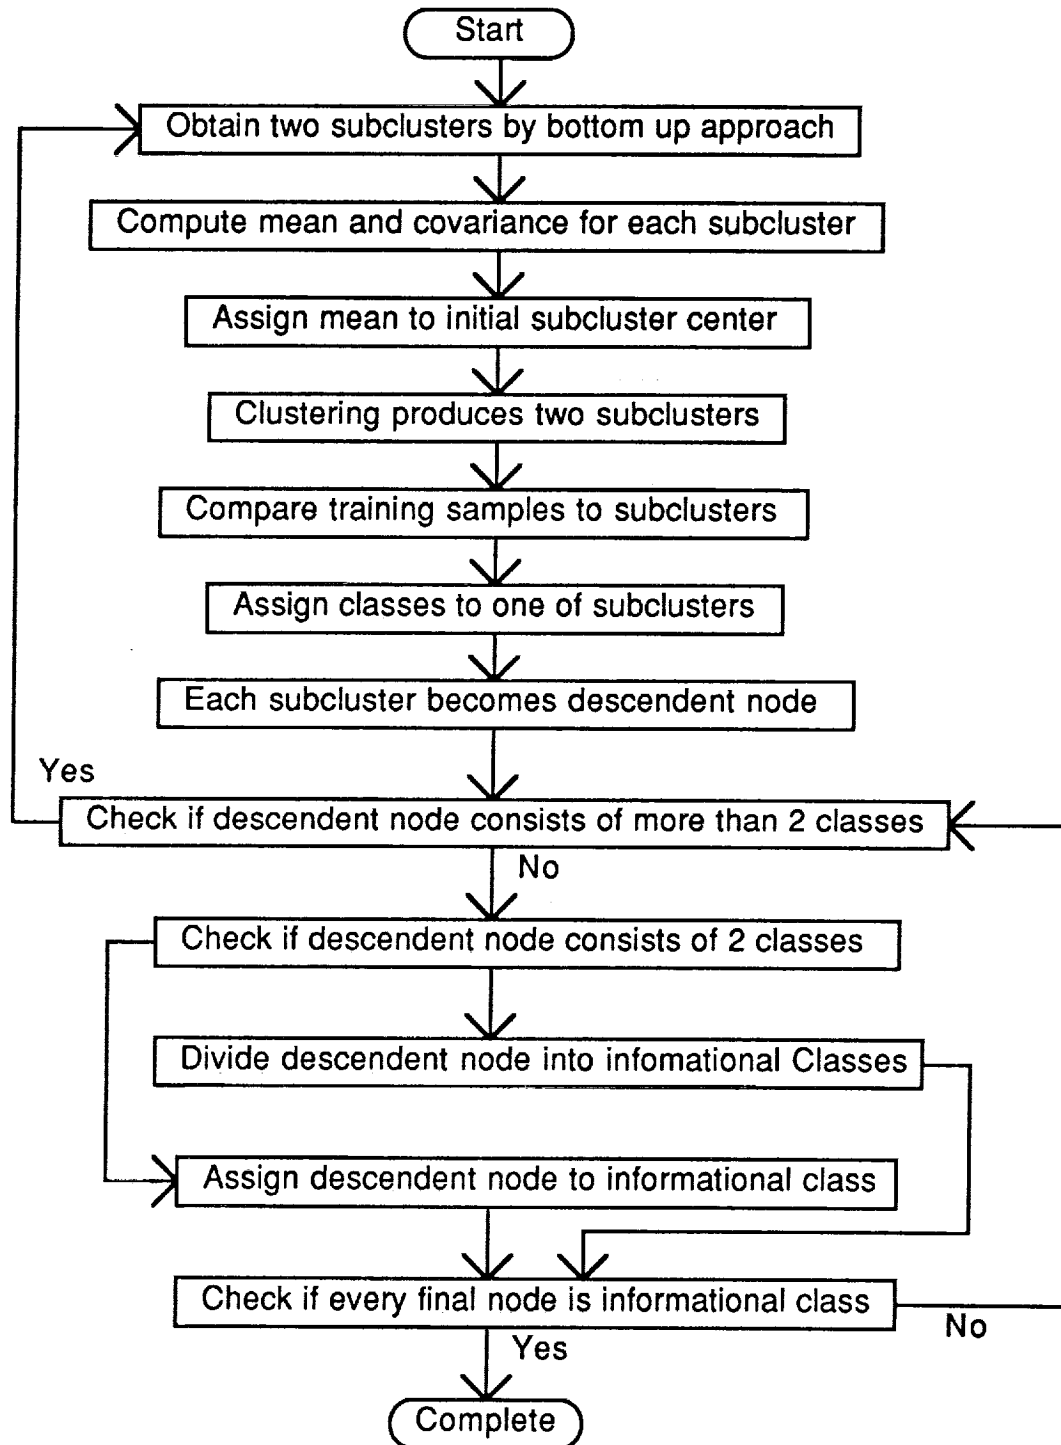 Start
Obtain two subclusters by bottom up approach
Compute mean and covariance for each subcluster
Assign mean to initial subcluster center
Clustering produces two subclusters
Compare training samples to subclusters
Assign classes to one of subclusters
Each subcluster becomes descendent node
Yes
Check if descendent node consists of more than 2 classes
No
Check if descendent node consists of 2 classes
Divide descendent node into infomational Classes
Assign descendent node to informational class
Check if every final node is informational class
No
Yes
Complete